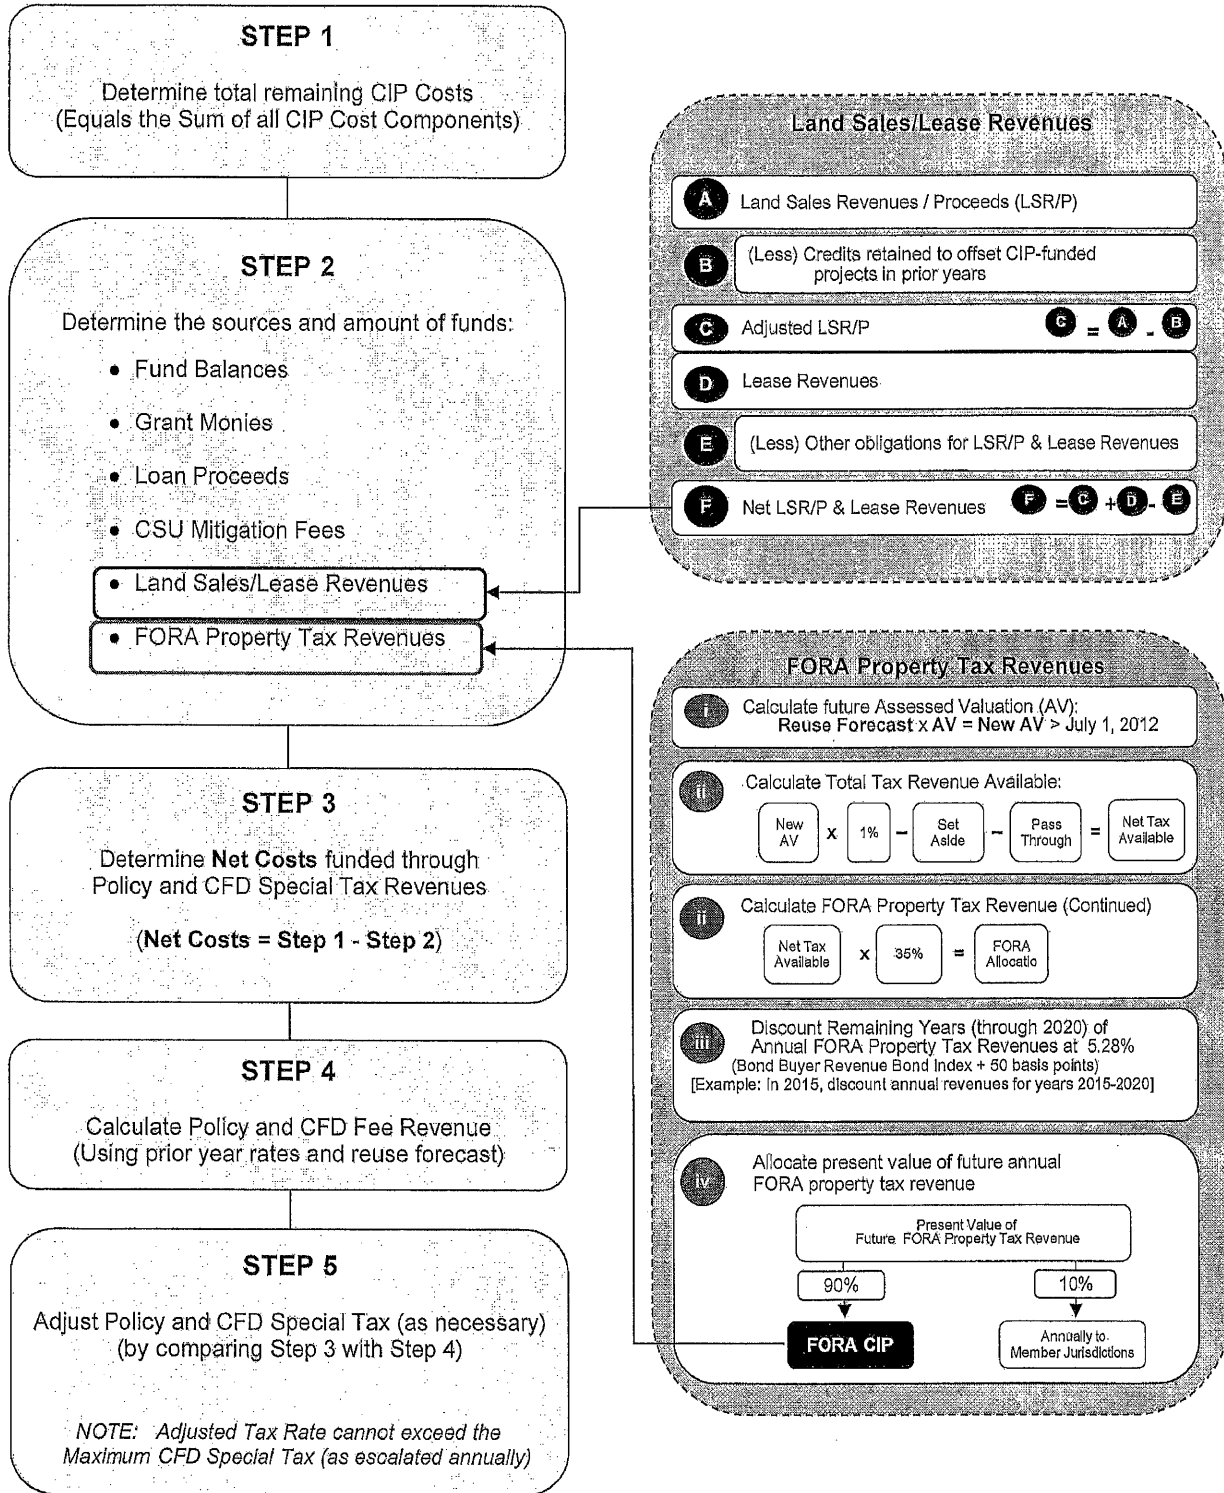 STEP 1
Determine total remaining CIP Costs
(Equals the Sum of all CIP Cost Components)
STEP 2
Determine the sources and amount of funds:
• Fund Balances
• Grant Monies
• Loan Proceeds
• CSU Mitigation Fees
• Land Sales/Lease Revenues
• FORA Property Tax Revenues
STEP 3
Determine Net Costs funded through
Policy and CFD Special Tax Revenues
(Net Costs = Step 1 - Step 2)
STEP 4
Calculate Policy and CFD Fee Revenue
(Using prior year rates and reuse forecast)
STEP 5
Adjust Policy and CFD Special Tax (as necessary)
(by comparing Step 3 with Step 4)
NOTE: Adjusted Tax Rate cannot exceed the
Maximum CFD Special Tax (as escalated annually)
Land Sales/Lease Revenues
A Land Sales Revenues / Proceeds (LSR/P)
B (Less) Credits retained to offset CIP-funded
projects in prior years
C Adjusted LSR/P C = A - B
D Lease Revenues
E (Less) Other obligations for LSR/P & Lease Revenues
F Net LSR/P & Lease Revenues F = C + D - E
FORA Property Tax Revenues
i Calculate future Assessed Valuation (AV):
Reuse Forecast x AV = New AV > July 1, 2012
ii Calculate Total Tax Revenue Available:
New AV x 1% – Set Aside – Pass Through = Net Tax Available
ii Calculate FORA Property Tax Revenue (Continued)
Net Tax Available x 35% = FORA Allocatio
iii Discount Remaining Years (through 2020) of
Annual FORA Property Tax Revenues at 5.28%
(Bond Buyer Revenue Bond Index + 50 basis points)
[Example: In 2015, discount annual revenues for years 2015-2020]
iv Allocate present value of future annual
FORA property tax revenue
Present Value of
Future FORA Property Tax Revenue
90% 10%
FORA CIP
Annually to
Member Jurisdictions